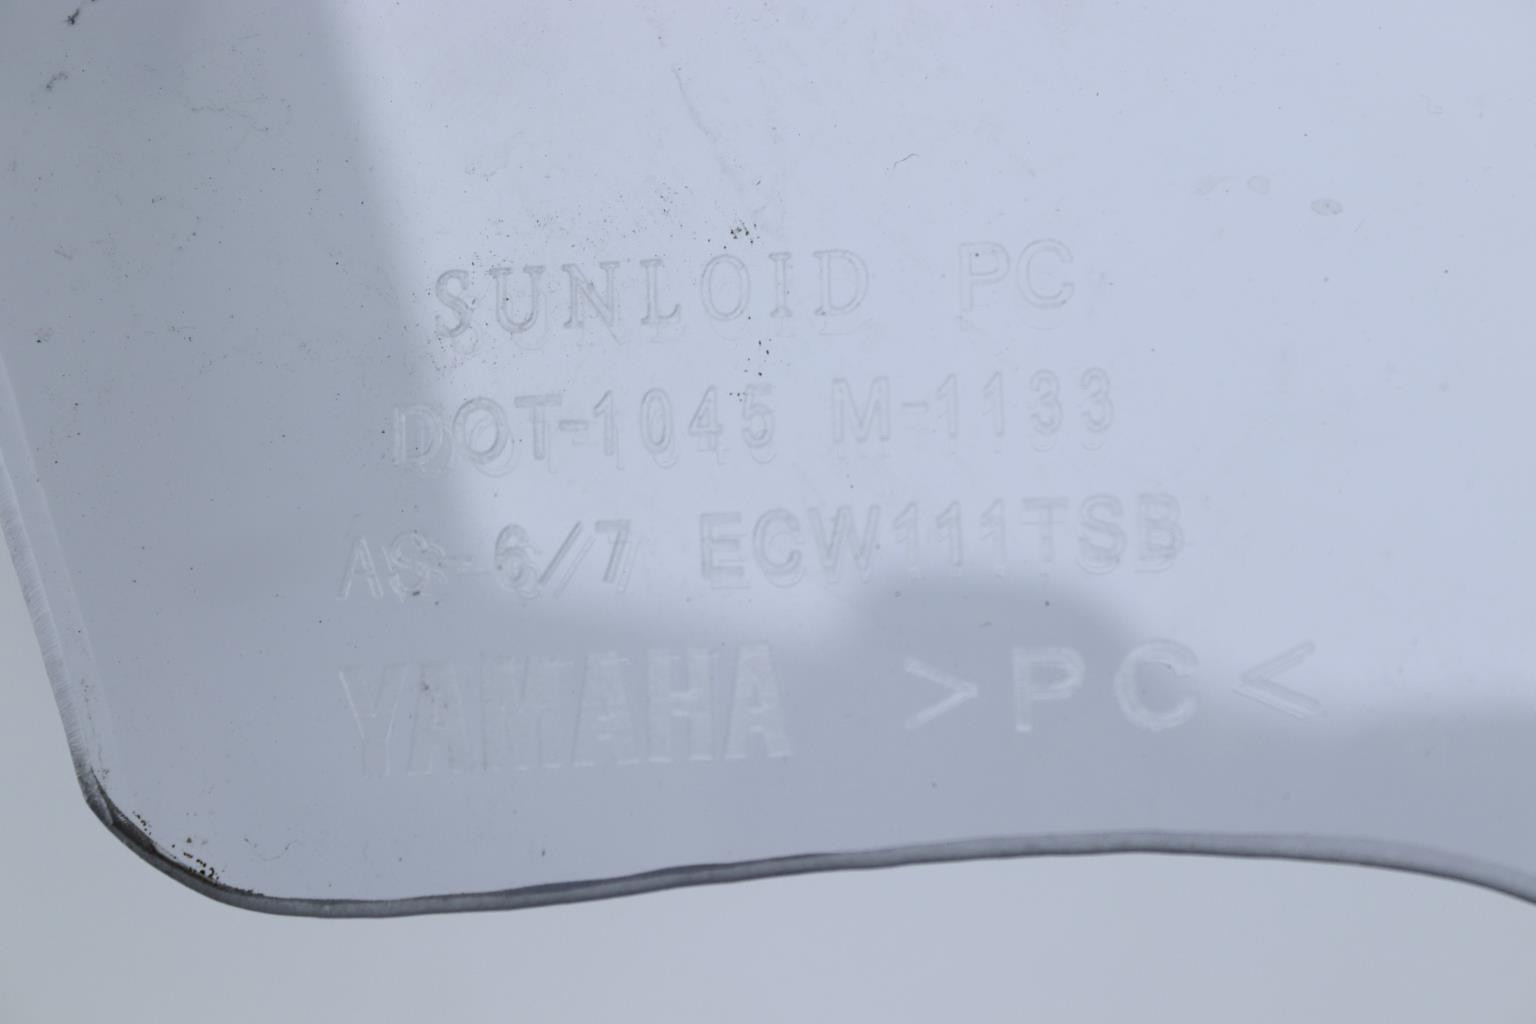 SUNLOID PC
DOT-1045 M-1133
AS-6/7 ECW111TSB
YAMAHA >PC<